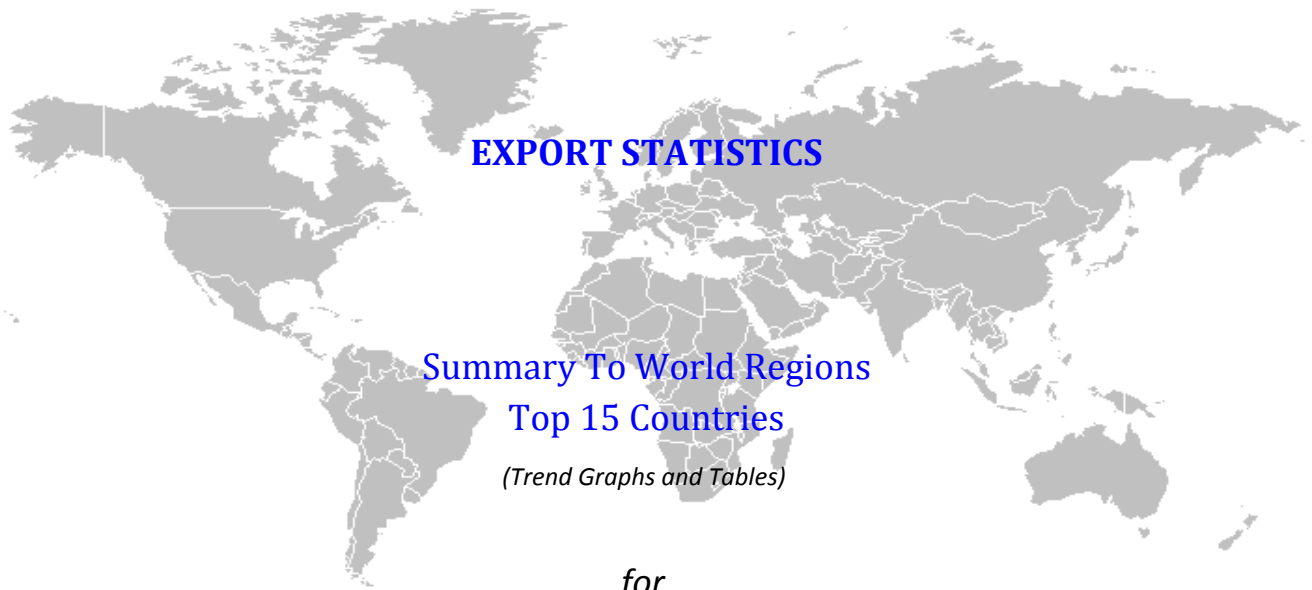 EXPORT STATISTICS
Summary To World Regions
Top 15 Countries
(Trend Graphs and Tables)
for